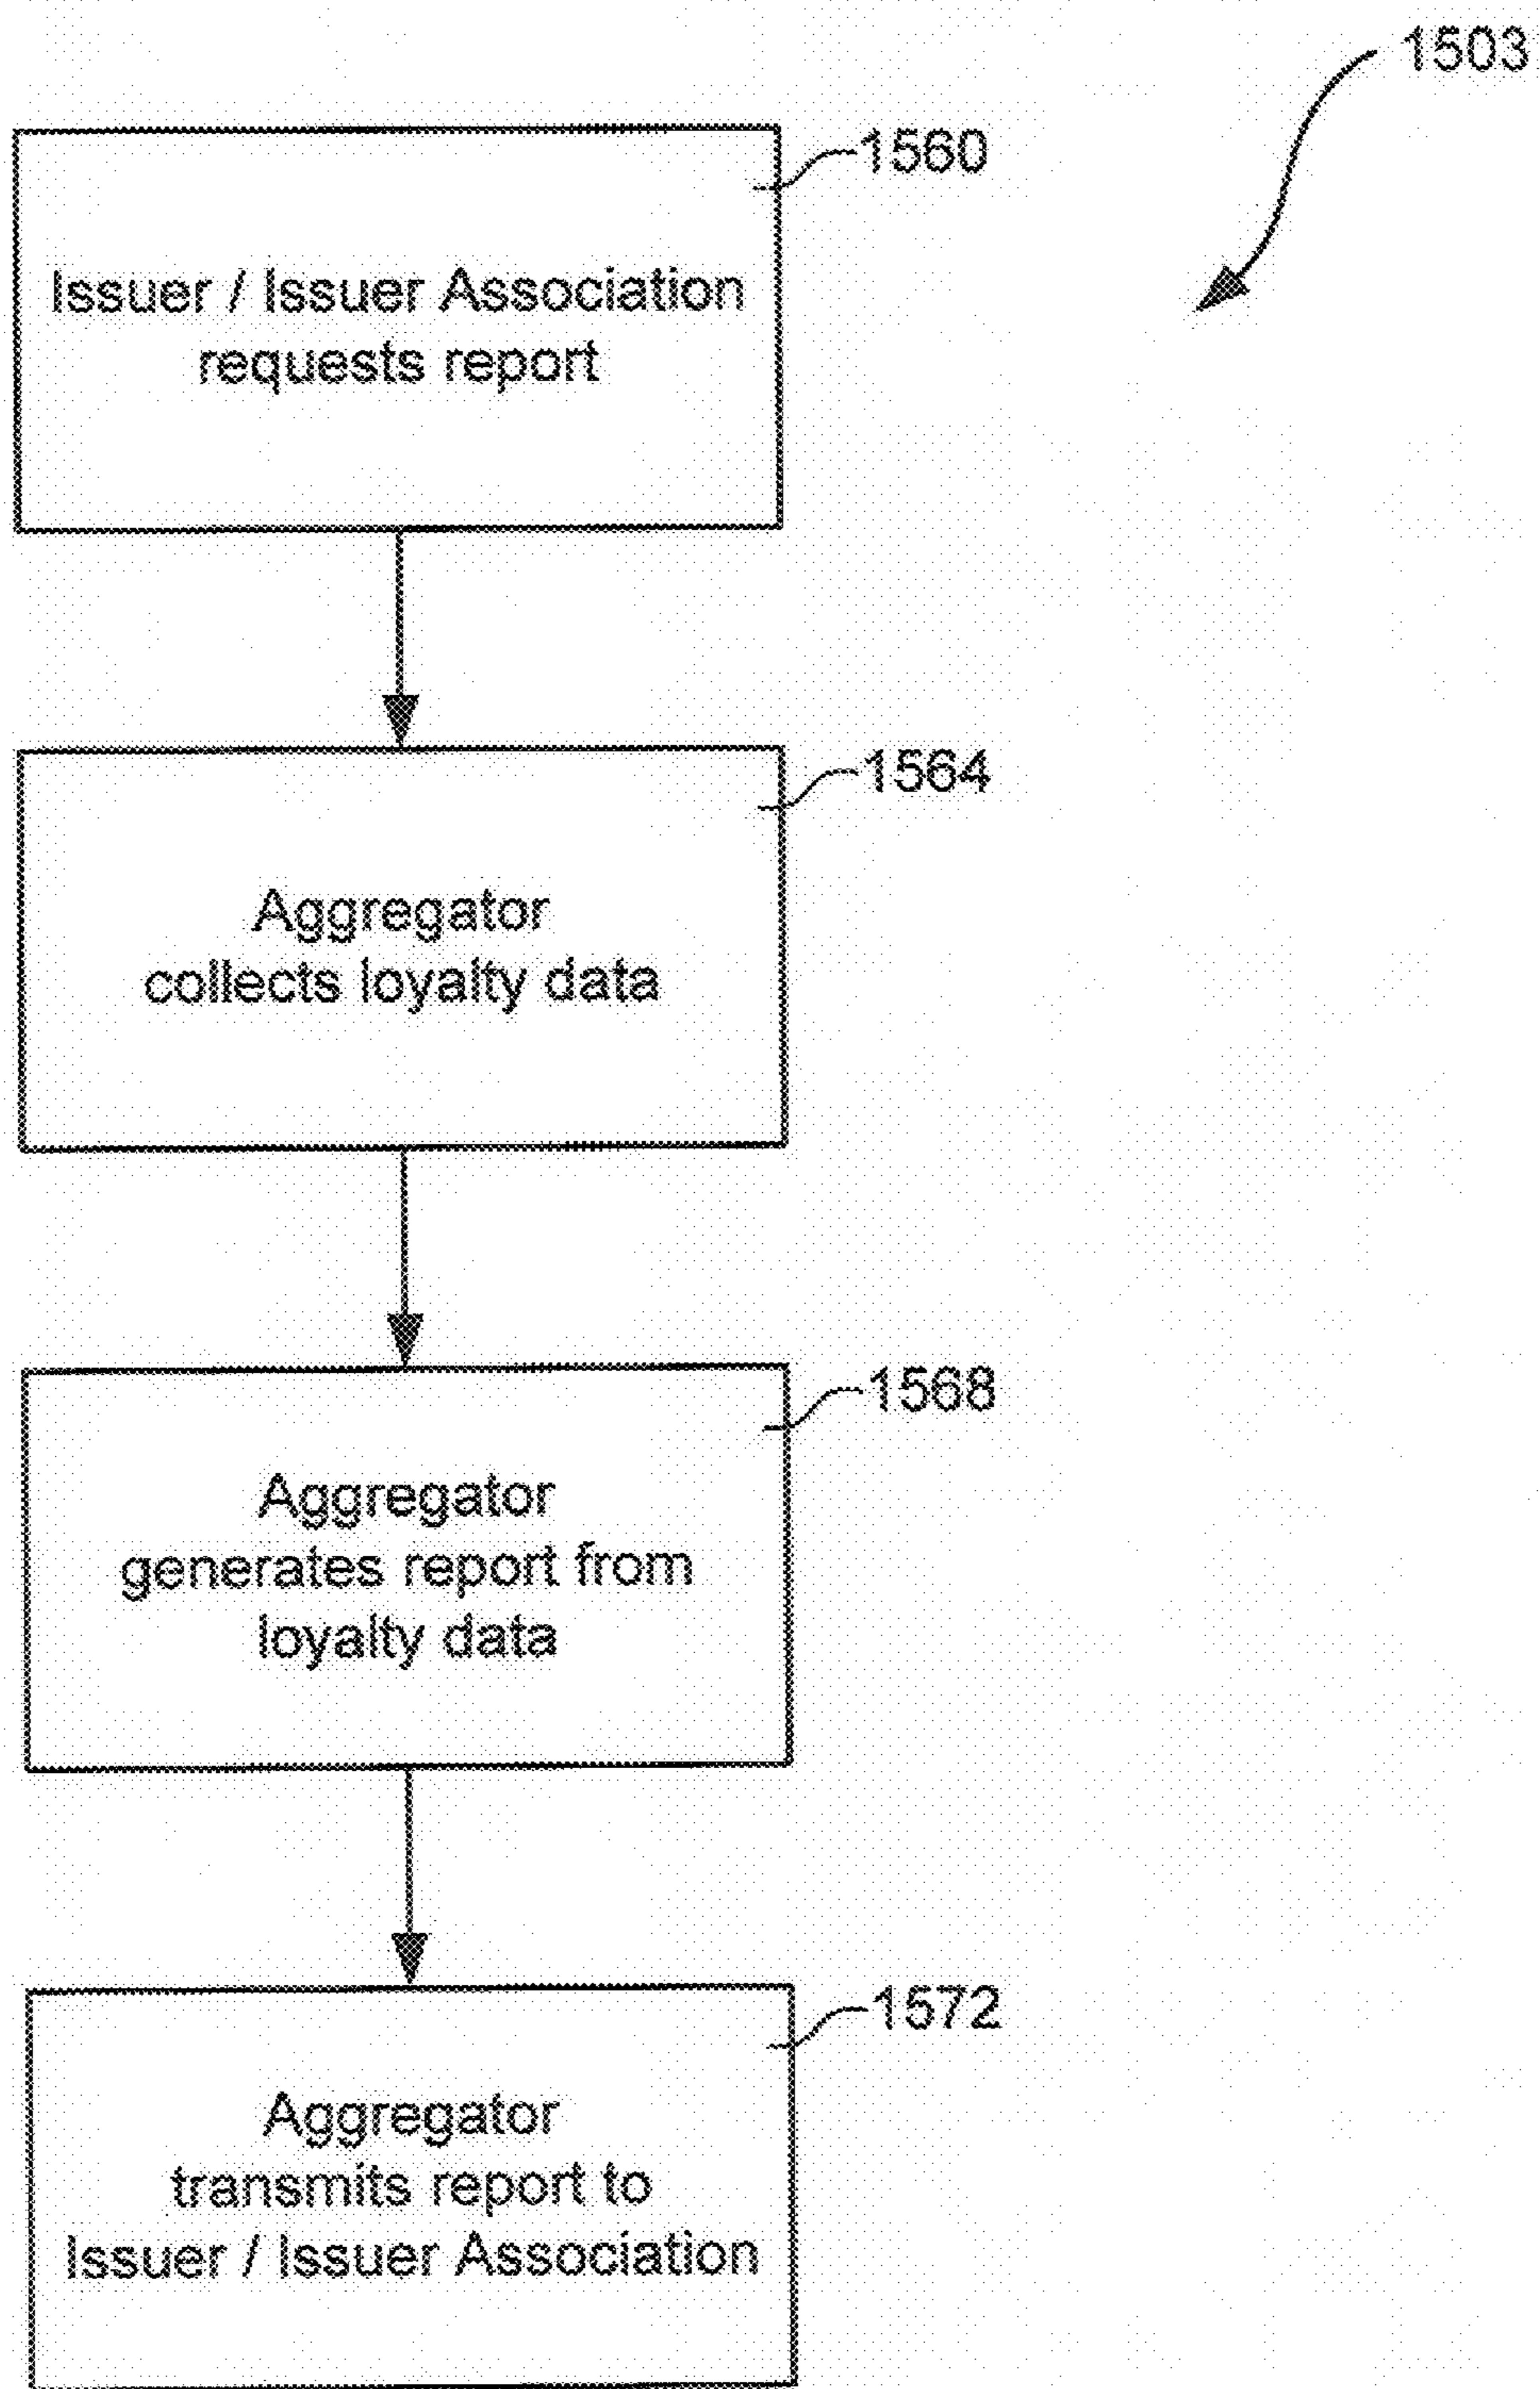 1503
1560
Issuer / Issuer Association
requests report
1564
Aggregator
collects loyalty data
1568
Aggregator
generates report from
loyalty data
1572
Aggregator
transmits report to
Issuer / Issuer Association